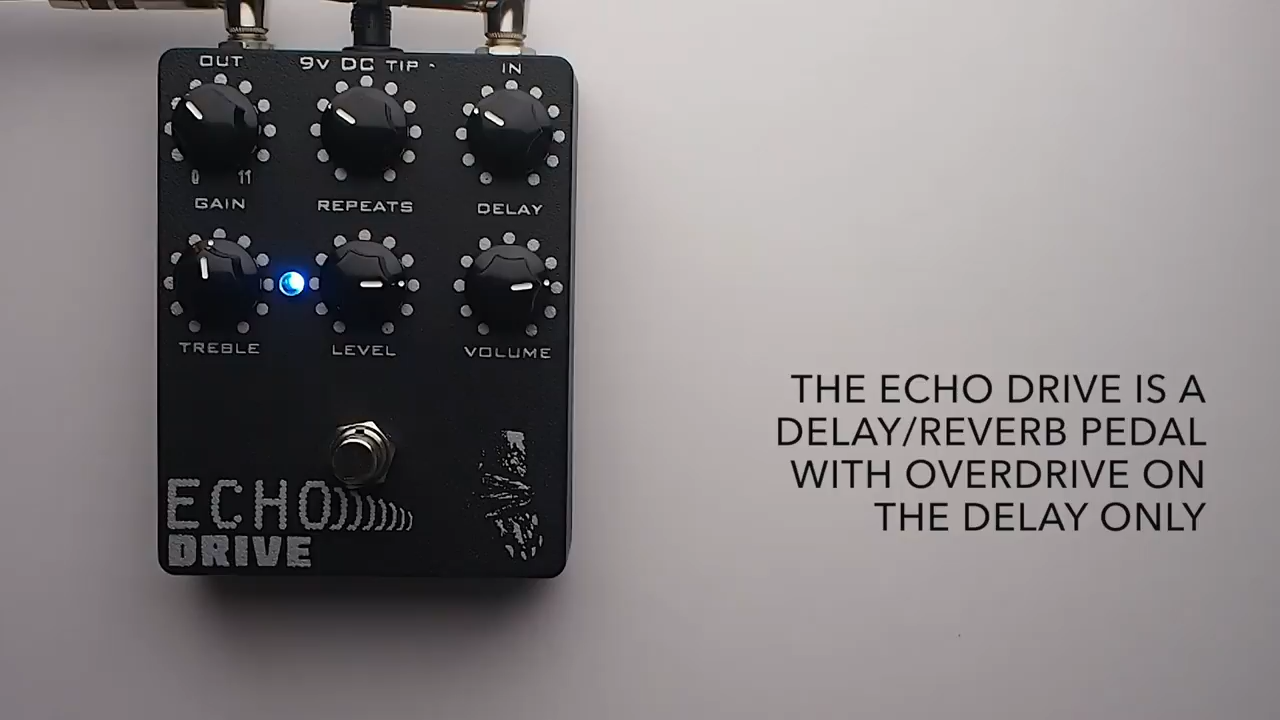 OUT 9V DC TIP - IN
0 11
GAIN REPEATS DELAY
TREBLE LEVEL VOLUME
ECHO
DRIVE
THE ECHO DRIVE IS A
DELAY/REVERB PEDAL
WITH OVERDRIVE ON
THE DELAY ONLY